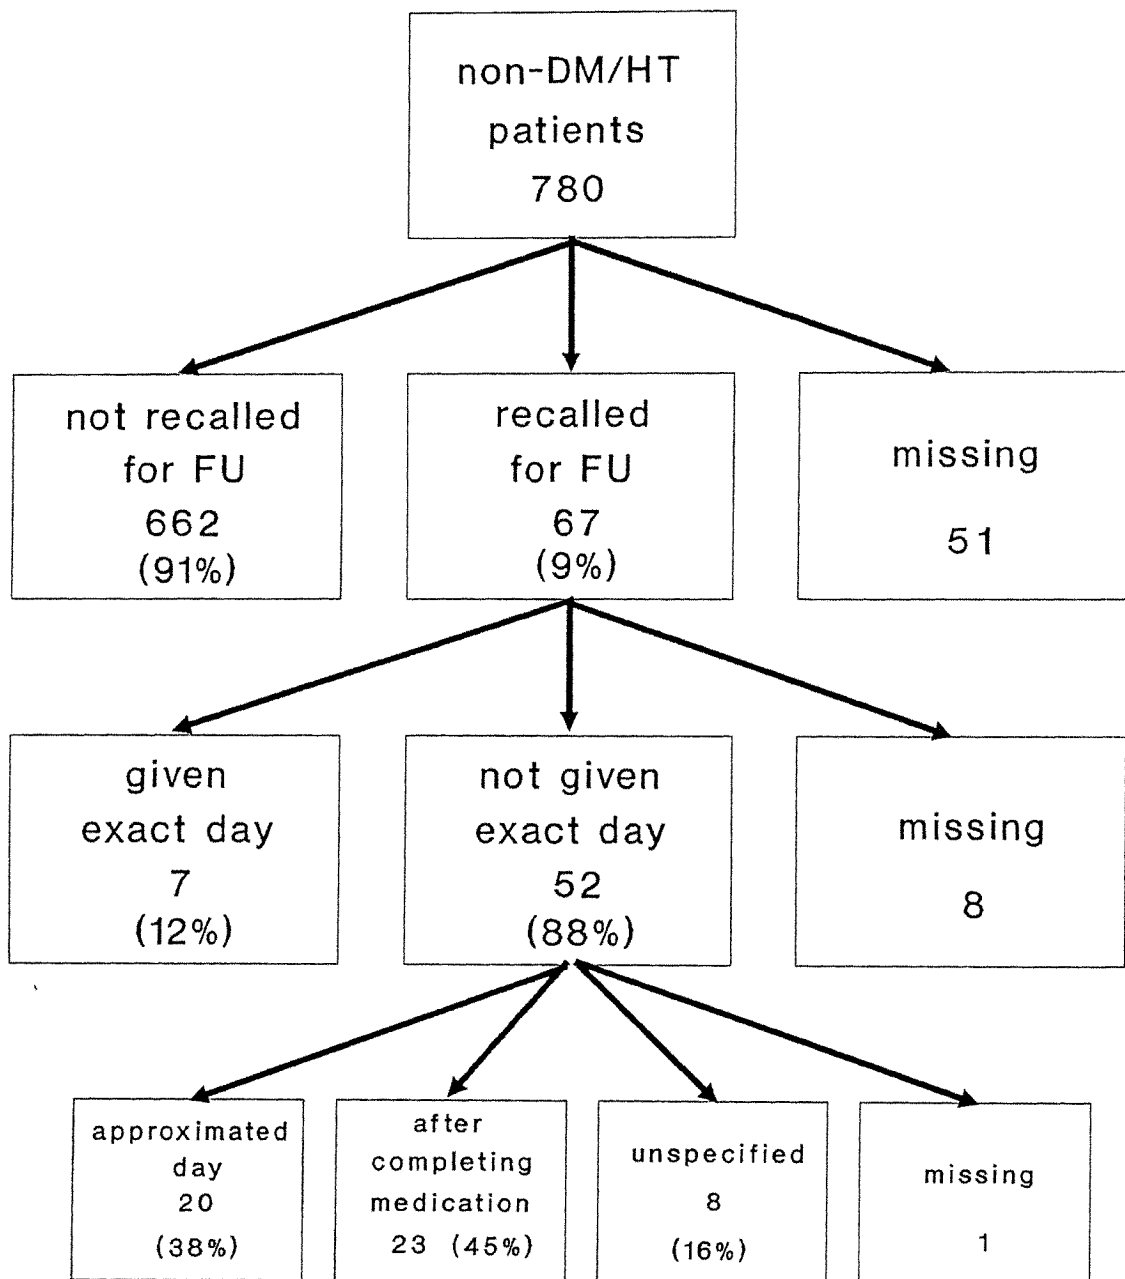 non-DM/HT
patients
780
not recalled
for FU
662
(91%)
recalled
for FU
67
(9%)
missing
51
given
exact day
7
(12%)
not given
exact day
52
(88%)
missing
8
approximated
day
20
(38%)
after
completing
medication
23 (45%)
unspecified
8
(16%)
missing
1